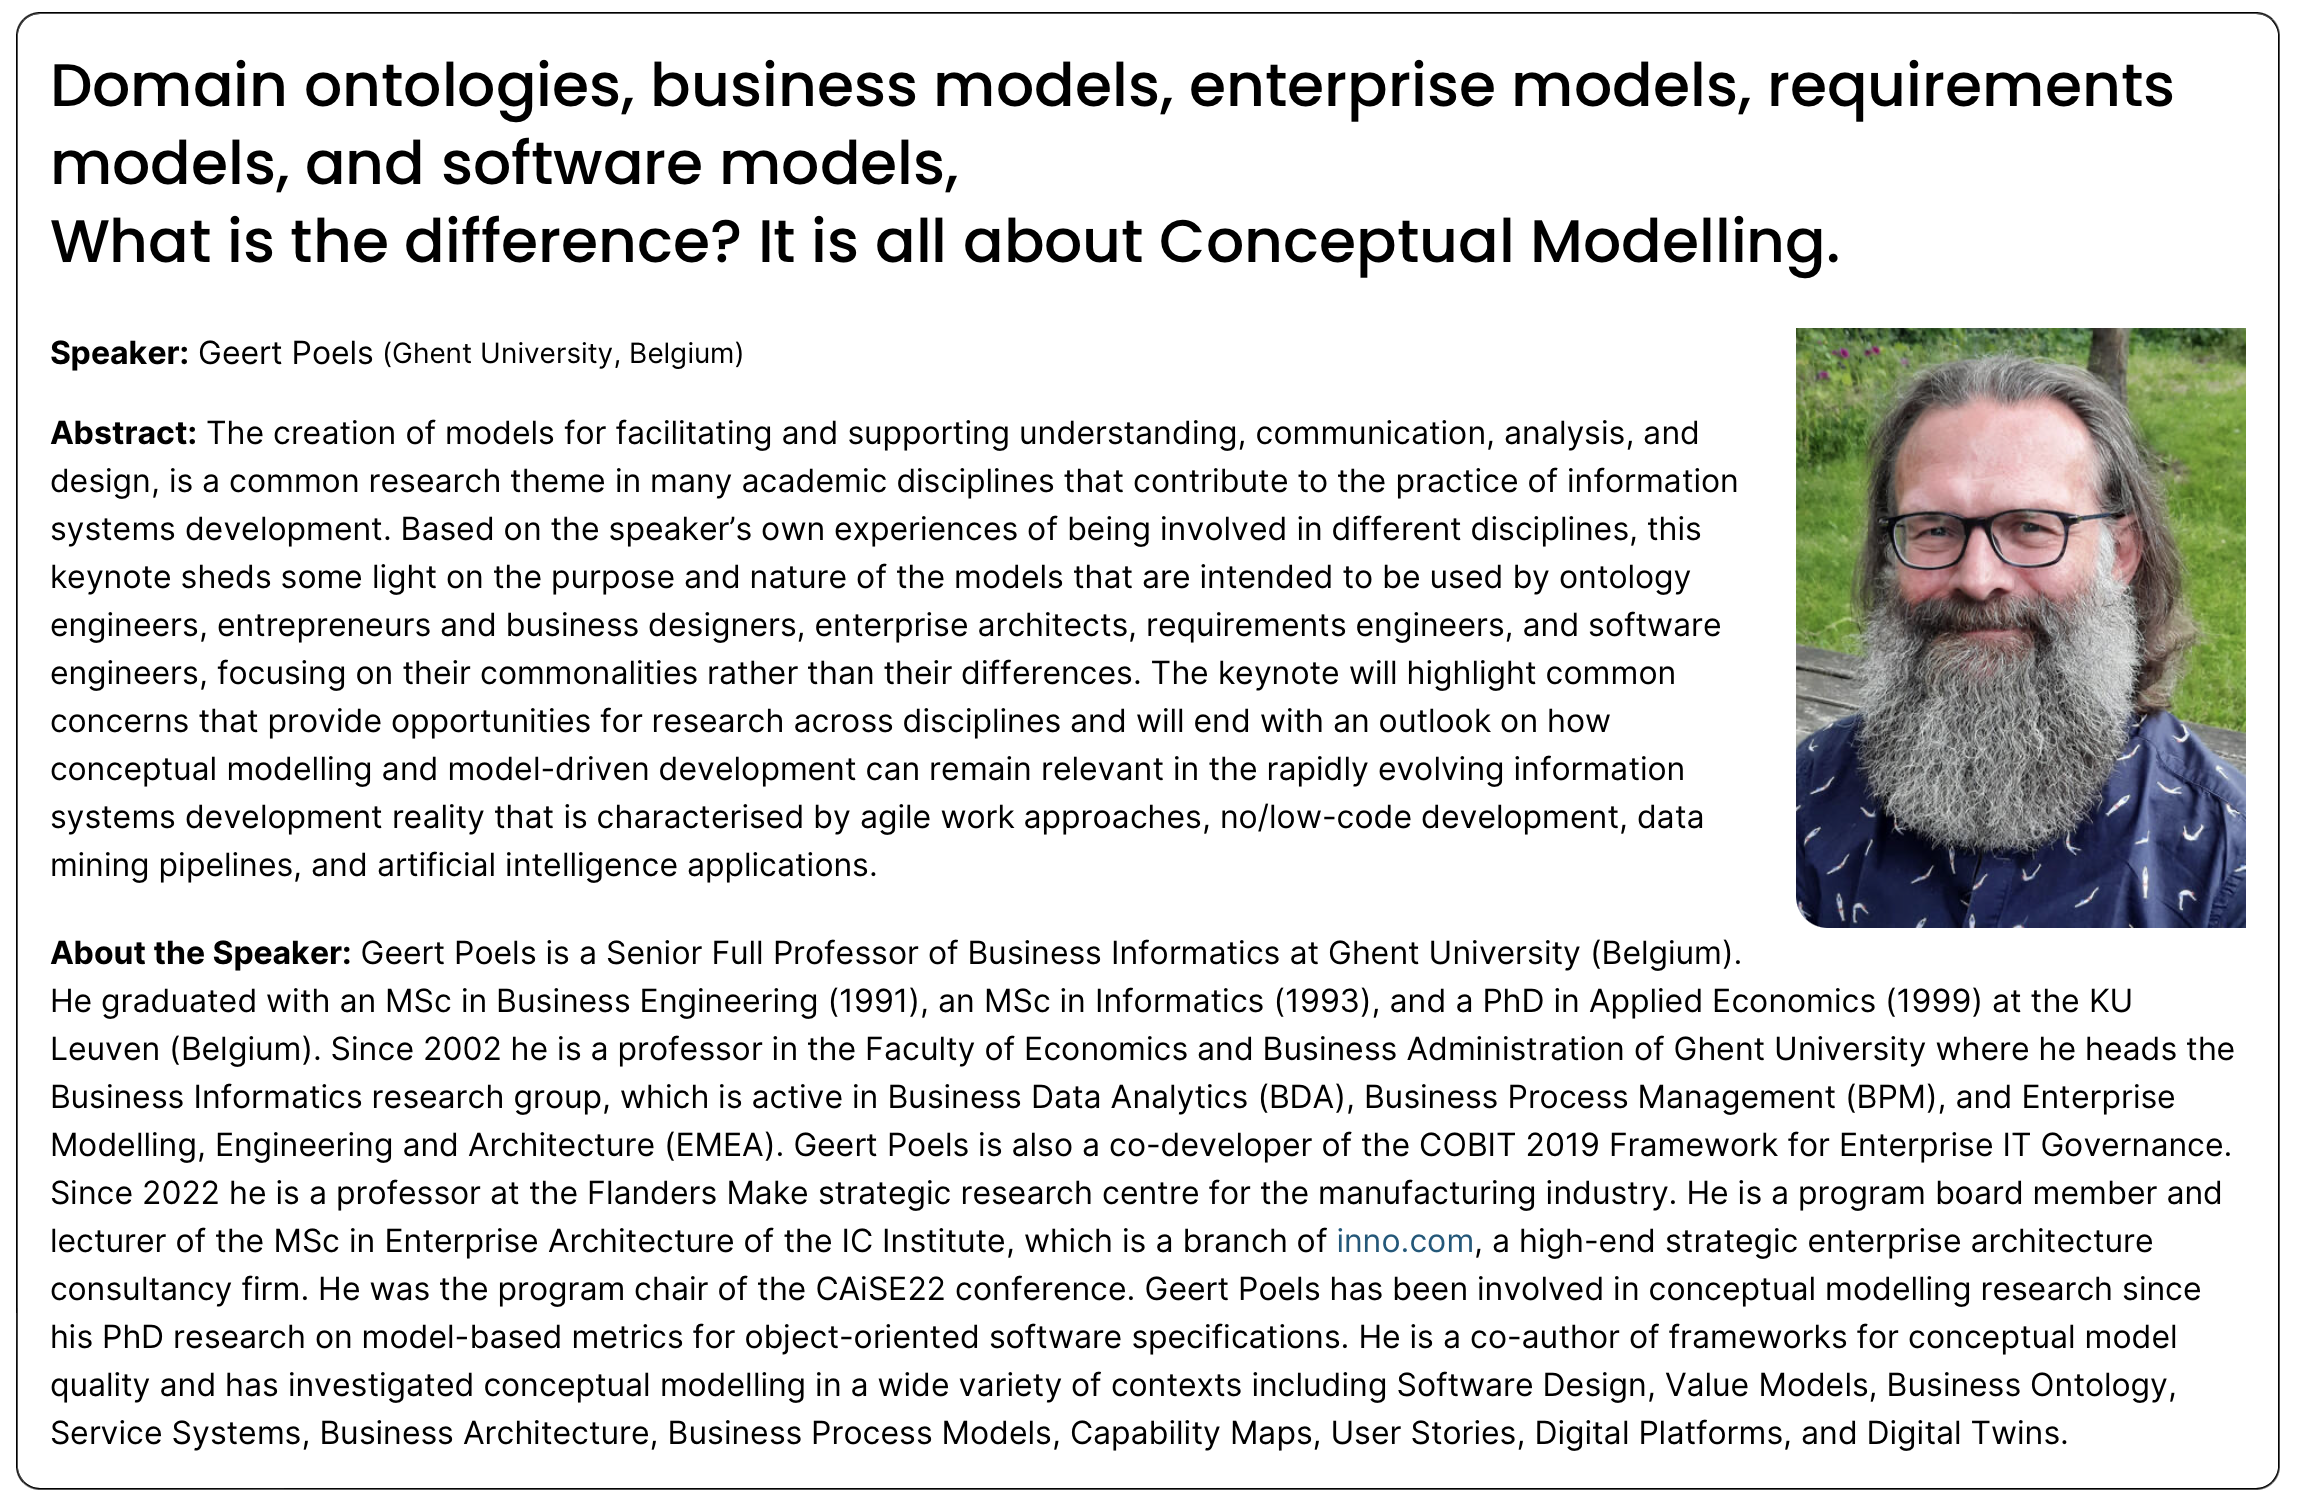 Domain ontologies, business models, enterprise models, requirements
models, and software models,
What is the difference? It is all about Conceptual Modelling.
Speaker: Geert Poels (Ghent University, Belgium)
Abstract: The creation of models for facilitating and supporting understanding, communication, analysis, and
design, is a common research theme in many academic disciplines that contribute to the practice of information
systems development. Based on the speaker’s own experiences of being involved in different disciplines, this
keynote sheds some light on the purpose and nature of the models that are intended to be used by ontology
engineers, entrepreneurs and business designers, enterprise architects, requirements engineers, and software
engineers, focusing on their commonalities rather than their differences. The keynote will highlight common
concerns that provide opportunities for research across disciplines and will end with an outlook on how
conceptual modelling and model-driven development can remain relevant in the rapidly evolving information
systems development reality that is characterised by agile work approaches, no/low-code development, data
mining pipelines, and artificial intelligence applications.
About the Speaker: Geert Poels is a Senior Full Professor of Business Informatics at Ghent University (Belgium).
He graduated with an MSc in Business Engineering (1991), an MSc in Informatics (1993), and a PhD in Applied Economics (1999) at the KU
Leuven (Belgium). Since 2002 he is a professor in the Faculty of Economics and Business Administration of Ghent University where he heads the
Business Informatics research group, which is active in Business Data Analytics (BDA), Business Process Management (BPM), and Enterprise
Modelling, Engineering and Architecture (EMEA). Geert Poels is also a co-developer of the COBIT 2019 Framework for Enterprise IT Governance.
Since 2022 he is a professor at the Flanders Make strategic research centre for the manufacturing industry. He is a program board member and
lecturer of the MSc in Enterprise Architecture of the IC Institute, which is a branch of inno.com, a high-end strategic enterprise architecture
consultancy firm. He was the program chair of the CAiSE22 conference. Geert Poels has been involved in conceptual modelling research since
his PhD research on model-based metrics for object-oriented software specifications. He is a co-author of frameworks for conceptual model
quality and has investigated conceptual modelling in a wide variety of contexts including Software Design, Value Models, Business Ontology,
Service Systems, Business Architecture, Business Process Models, Capability Maps, User Stories, Digital Platforms, and Digital Twins.